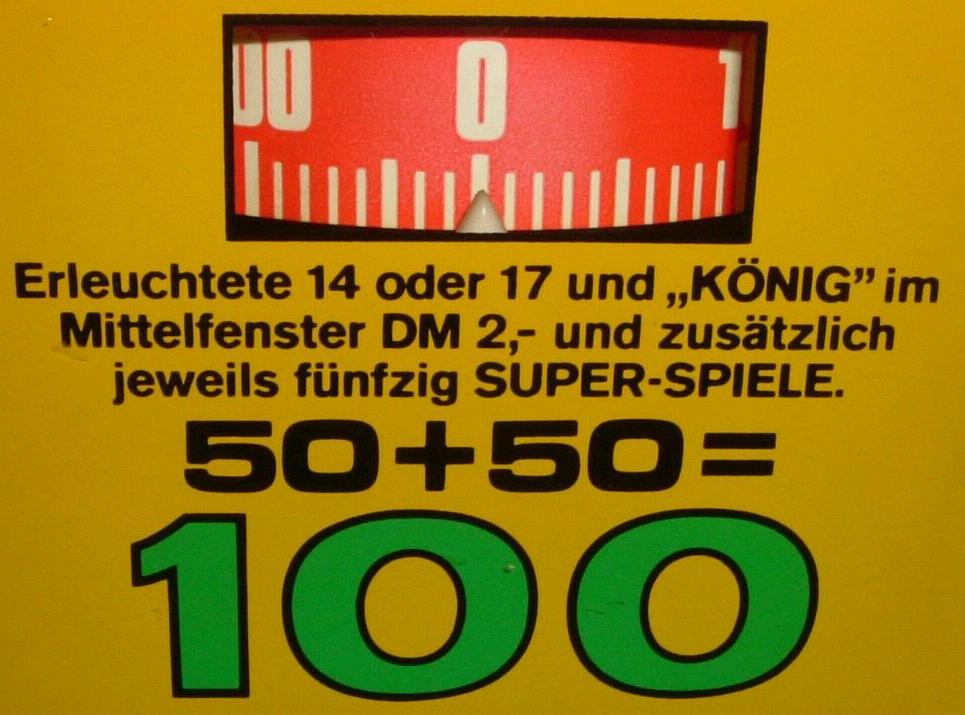 00 0 1
Erleuchtete 14 oder 17 und „KÖNIG” im
Mittelfenster DM 2,- und zusätzlich
jeweils fünfzig SUPER-SPIELE.
50+50=
100